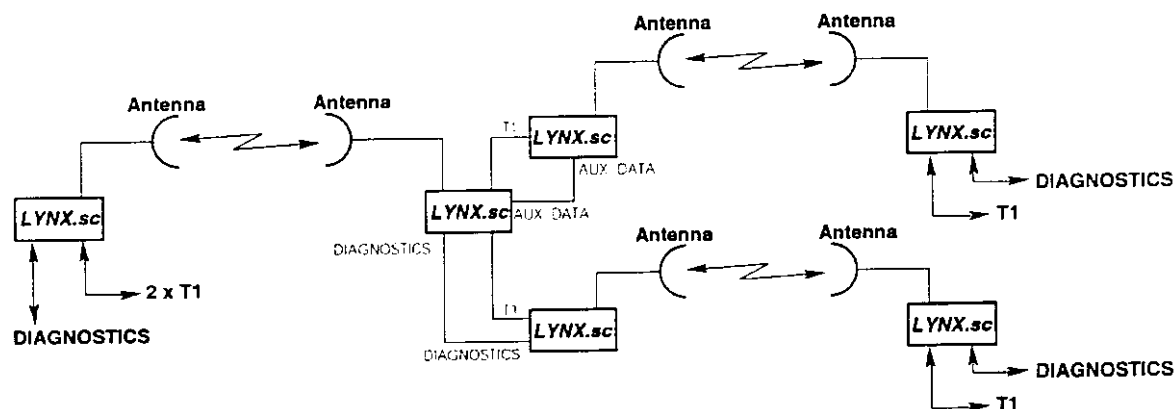 Antenna
Antenna
Antenna
Antenna
T1
LYNX.sc
LYNX.sc
AUX DATA
DIAGNOSTICS
T1
LYNX.sc
LYNX.sc
AUX DATA
DIAGNOSTICS
Antenna
Antenna
2 x T1
DIAGNOSTICS
T1
LYNX.sc
LYNX.sc
DIAGNOSTICS
DIAGNOSTICS
T1